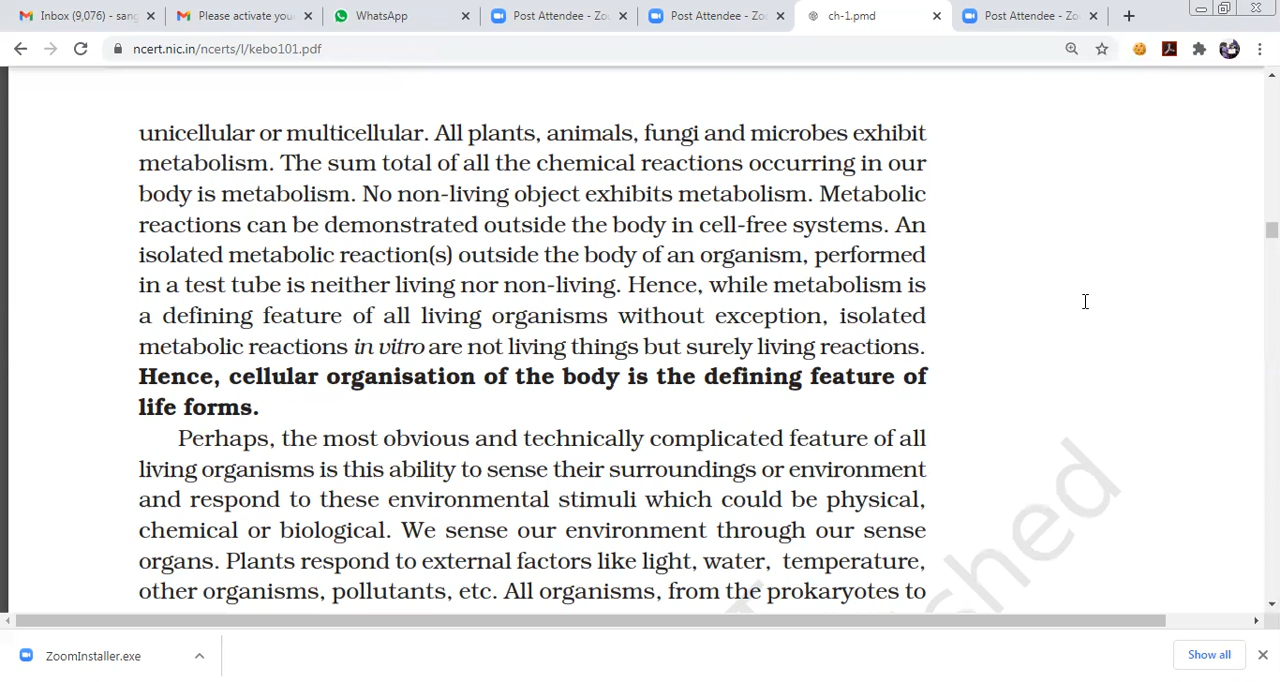 Inbox (9,076) - sang
Please activate you
WhatsApp
Post Attendee - Zo
Post Attendee - Zo
ch-1.pmd
Post Attendee - Zo
ncert.nic.in/ncerts/l/kebo101.pdf
unicellular or multicellular. All plants, animals, fungi and microbes exhibit
metabolism. The sum total of all the chemical reactions occurring in our
body is metabolism. No non-living object exhibits metabolism. Metabolic
reactions can be demonstrated outside the body in cell-free systems. An
isolated metabolic reaction(s) outside the body of an organism, performed
in a test tube is neither living nor non-living. Hence, while metabolism is
a defining feature of all living organisms without exception, isolated
metabolic reactions in vitro are not living things but surely living reactions.
Hence, cellular organisation of the body is the defining feature of
life forms.
Perhaps, the most obvious and technically complicated feature of all
living organisms is this ability to sense their surroundings or environment
and respond to these environmental stimuli which could be physical,
chemical or biological. We sense our environment through our sense
organs. Plants respond to external factors like light, water, temperature,
other organisms, pollutants, etc. All organisms, from the prokaryotes to
shed
ZoomInstaller.exe
Show all